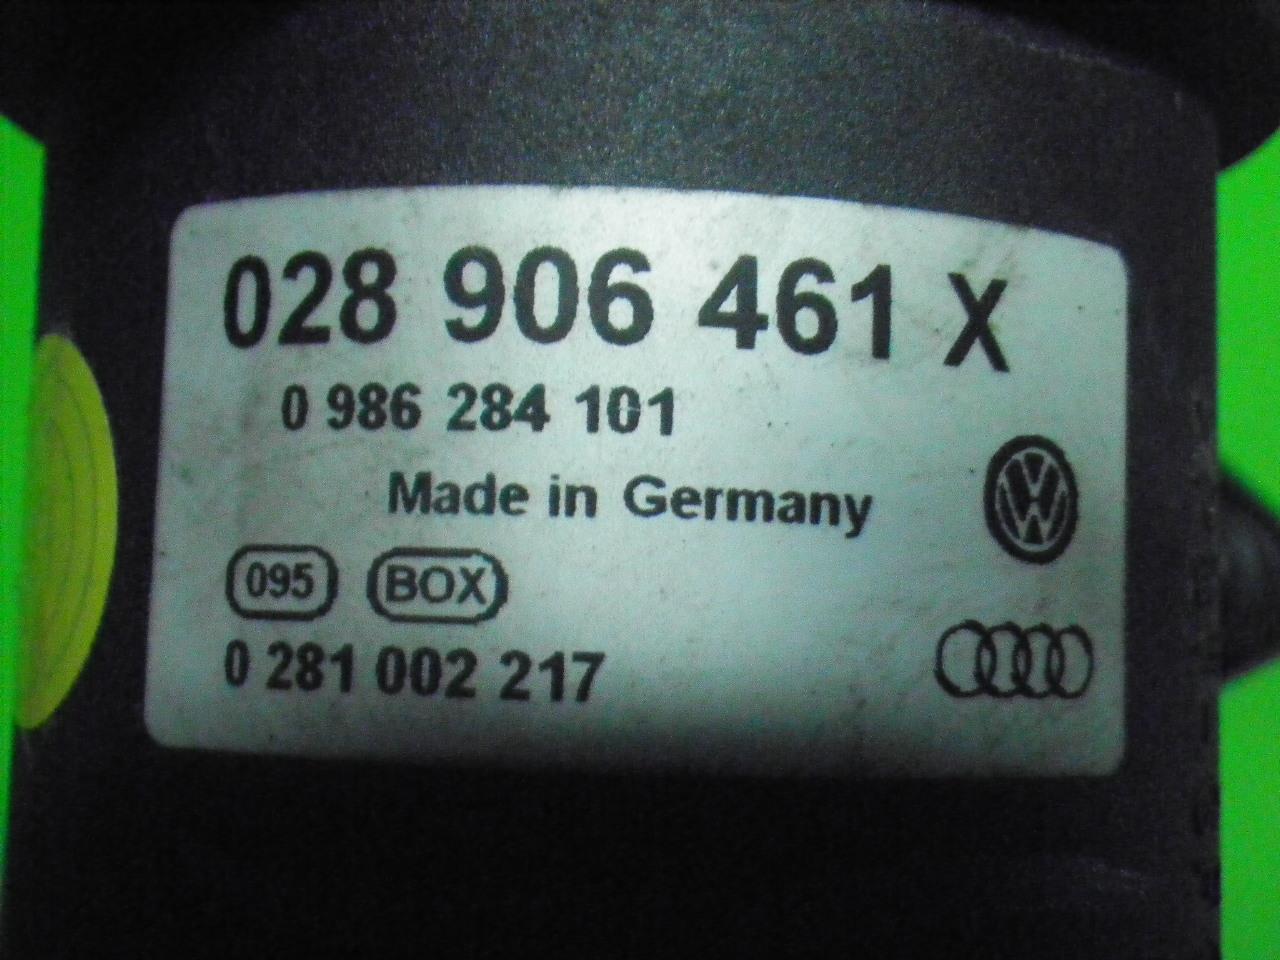 028 906 461 X
0 986 284 101
Made in Germany
095 BOX
0 281 002 217